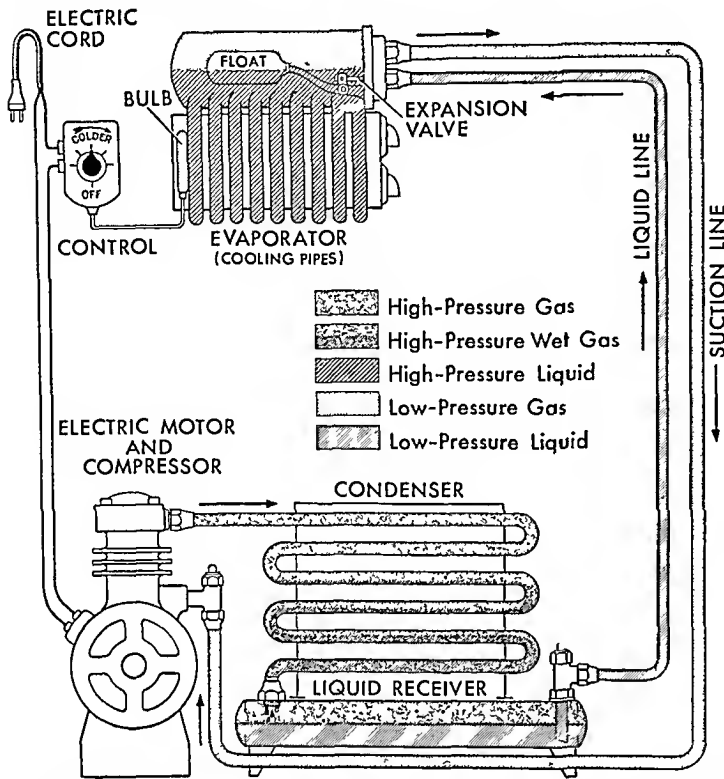 ELECTRIC
CORD
FLOAT
BULB
EXPANSION
VALVE
COLDER
OFF
CONTROL
EVAPORATOR
(COOLING PIPES)
LIQUID LINE
SUCTION LINE
High-Pressure Gas
High-Pressure Wet Gas
High-Pressure Liquid
Low-Pressure Gas
Low-Pressure Liquid
ELECTRIC MOTOR
AND
COMPRESSOR
CONDENSER
LIQUID RECEIVER